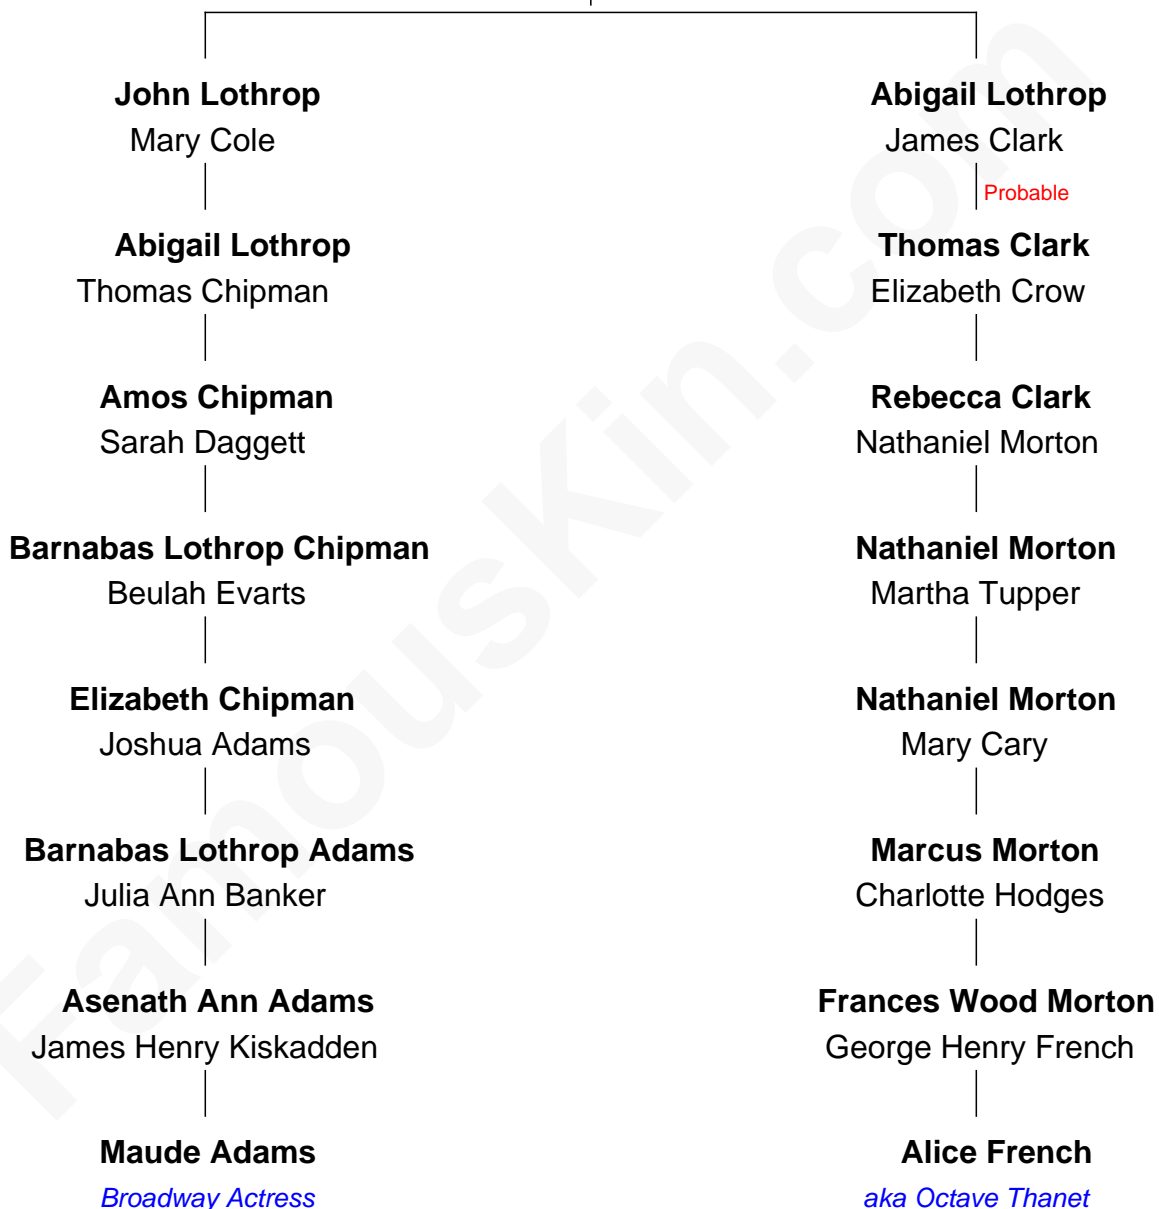 John Lothrop
Mary Cole
Abigail Lothrop
James Clark
Probable
Abigail Lothrop
Thomas Chipman
Thomas Clark
Elizabeth Crow
Amos Chipman
Sarah Daggett
Rebecca Clark
Nathaniel Morton
Barnabas Lothrop Chipman
Beulah Evarts
Nathaniel Morton
Martha Tupper
Elizabeth Chipman
Joshua Adams
Nathaniel Morton
Mary Cary
Barnabas Lothrop Adams
Julia Ann Banker
Marcus Morton
Charlotte Hodges
Asenath Ann Adams
James Henry Kiskadden
Frances Wood Morton
George Henry French
Maude Adams
Broadway Actress
Alice French
aka Octave Thanet
FamousKin.com